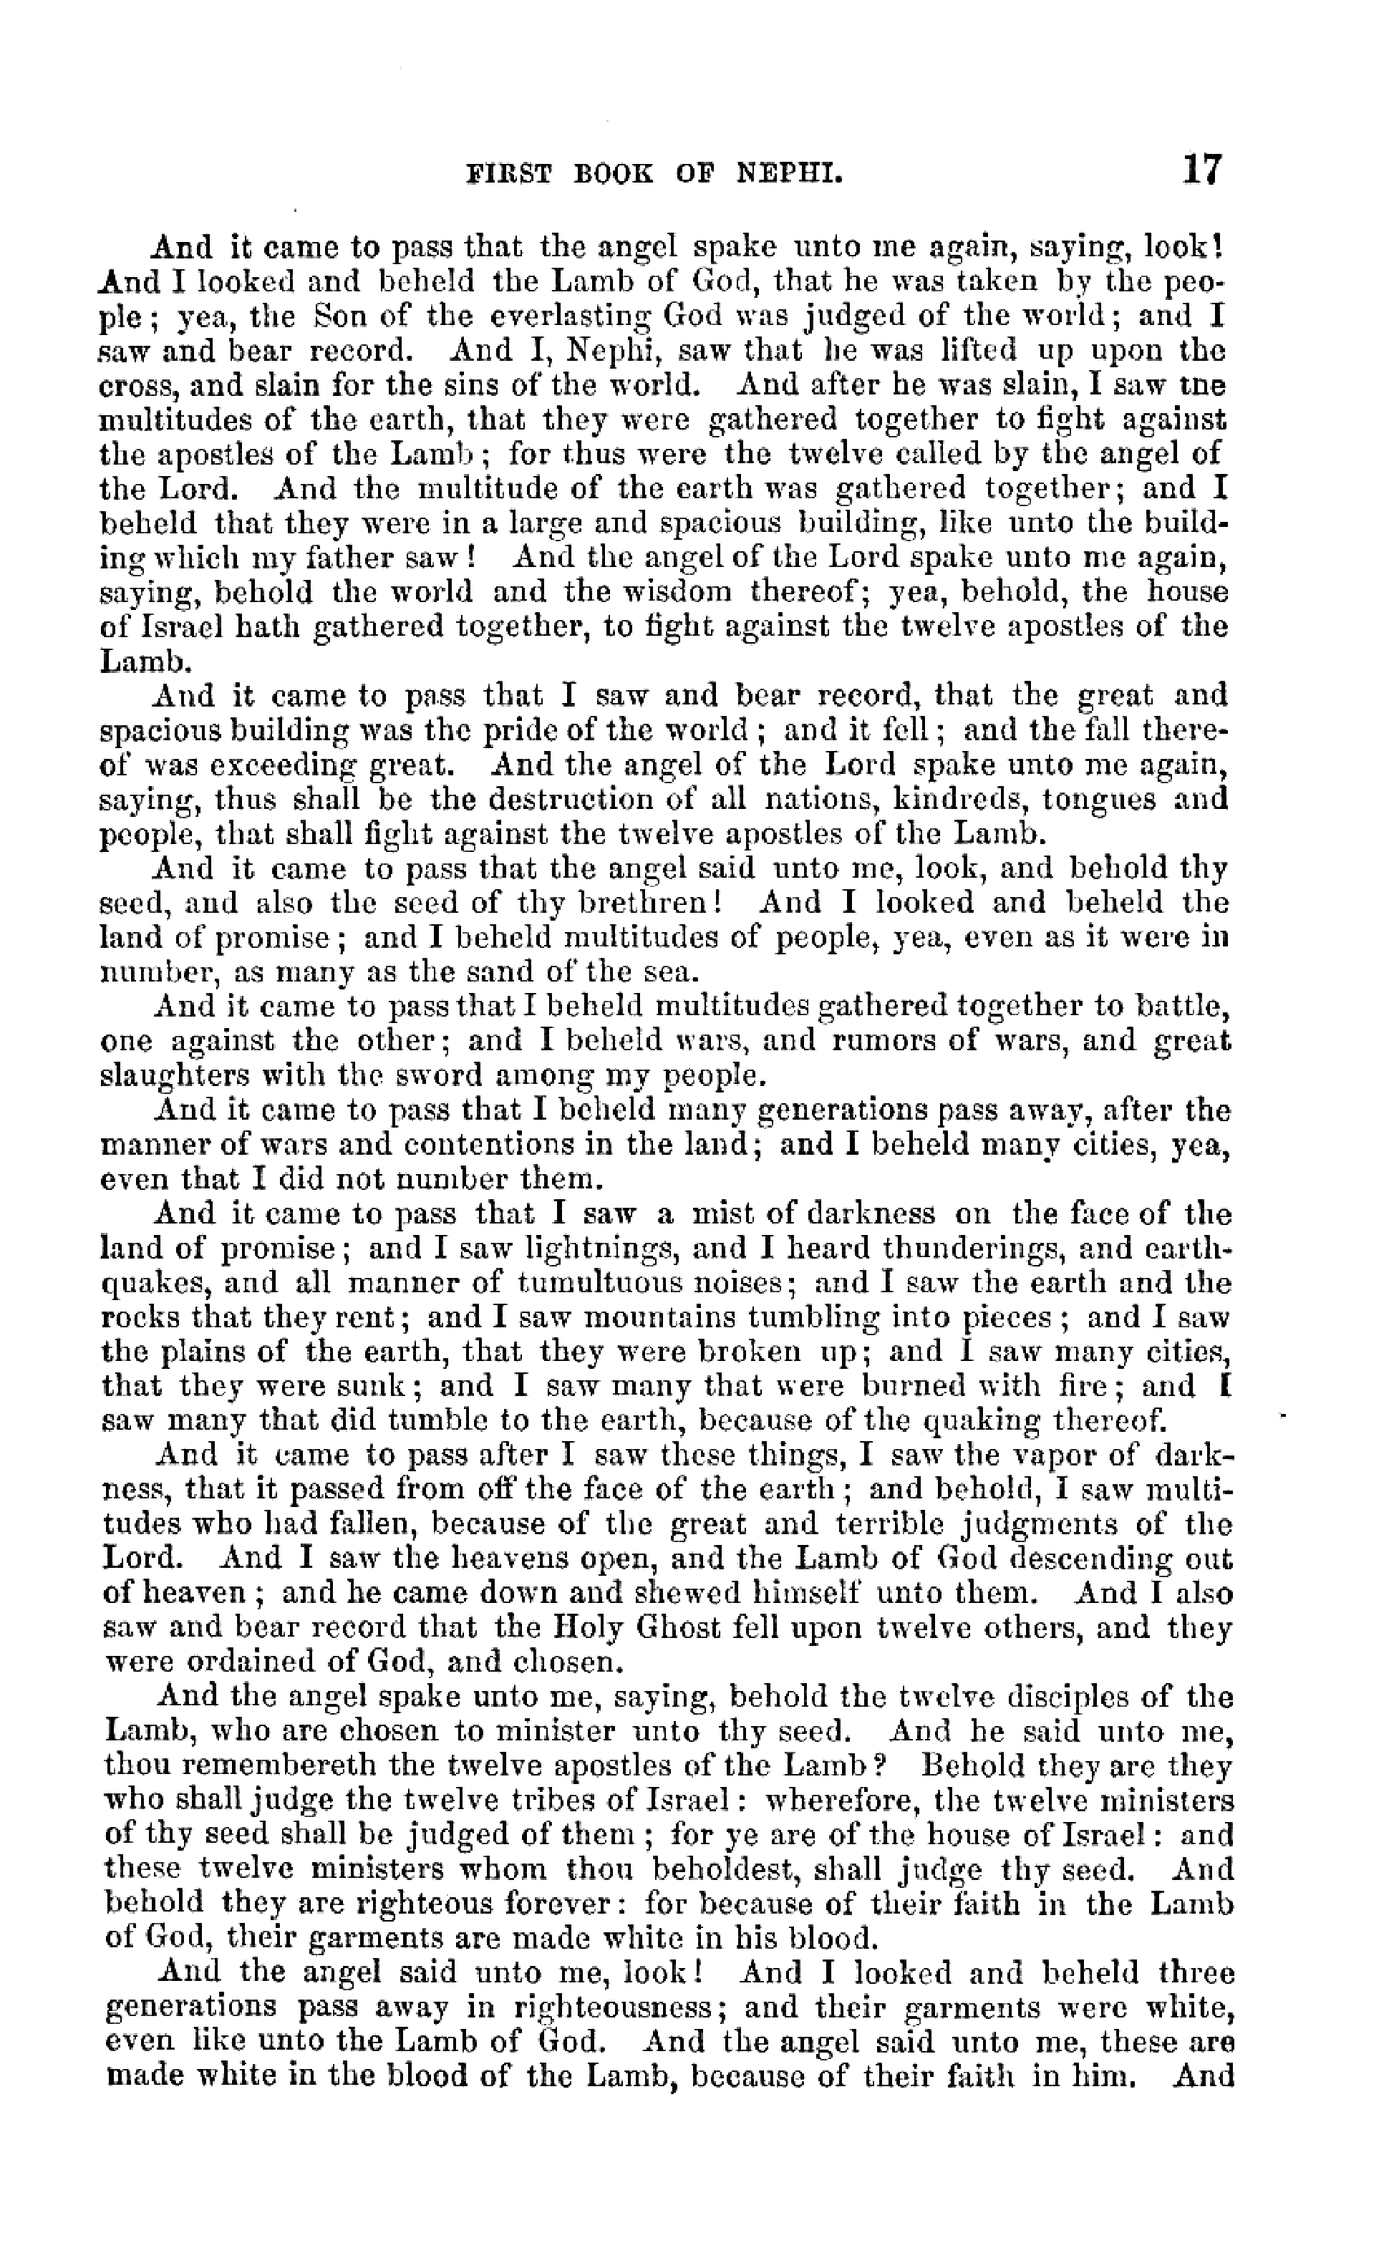 FIRST BOOK OF NEPHI. 17
And it came to pass that the angel spake unto me again, saying, look!
And I looked and beheld the Lamb of God, that he was taken by the peo-
ple; yea, the Son of the everlasting God was judged of the world; and I
saw and bear record. And I, Nephi, saw that he was lifted up upon the
cross, and slain for the sins of the world. And after he was slain, I saw tne
multitudes of the earth, that they were gathered together to fight against
the apostles of the Lamb; for thus were the twelve called by the angel of
the Lord. And the multitude of the earth was gathered together; and I
beheld that they were in a large and spacious building, like unto the build-
ing which my father saw! And the angel of the Lord spake unto me again,
saying, behold the world and the wisdom thereof; yea, behold, the house
of Israel hath gathered together, to fight against the twelve apostles of the
Lamb.
And it came to pass that I saw and bear record, that the great and
spacious building was the pride of the world; and it fell; and the fall there-
of was exceeding great. And the angel of the Lord spake unto me again,
saying, thus shall be the destruction of all nations, kindreds, tongues and
people, that shall fight against the twelve apostles of the Lamb.
And it came to pass that the angel said unto me, look, and behold thy
seed, and also the seed of thy brethren! And I looked and beheld the
land of promise; and I beheld multitudes of people, yea, even as it were in
number, as many as the sand of the sea.
And it came to pass that I beheld multitudes gathered together to battle,
one against the other; and I beheld wars, and rumors of wars, and great
slaughters with the sword among my people.
And it came to pass that I beheld many generations pass away, after the
manner of wars and contentions in the land; and I beheld many cities, yea,
even that I did not number them.
And it came to pass that I saw a mist of darkness on the face of the
land of promise; and I saw lightnings, and I heard thunderings, and earth-
quakes, and all manner of tumultuous noises; and I saw the earth and the
rocks that they rent; and I saw mountains tumbling into pieces; and I saw
the plains of the earth, that they were broken up; and I saw many cities,
that they were sunk; and I saw many that were burned with fire; and I
saw many that did tumble to the earth, because of the quaking thereof.
And it came to pass after I saw these things, I saw the vapor of dark-
ness, that it passed from off the face of the earth; and behold, I saw multi-
tudes who had fallen, because of the great and terrible judgments of the
Lord. And I saw the heavens open, and the Lamb of God descending out
of heaven; and he came down and shewed himself unto them. And I also
saw and bear record that the Holy Ghost fell upon twelve others, and they
were ordained of God, and chosen.
And the angel spake unto me, saying, behold the twelve disciples of the
Lamb, who are chosen to minister unto thy seed. And he said unto me,
thou remembereth the twelve apostles of the Lamb? Behold they are they
who shall judge the twelve tribes of Israel: wherefore, the twelve ministers
of thy seed shall be judged of them; for ye are of the house of Israel: and
these twelve ministers whom thou beholdest, shall judge thy seed. And
behold they are righteous forever: for because of their faith in the Lamb
of God, their garments are made white in his blood.
And the angel said unto me, look! And I looked and beheld three
generations pass away in righteousness; and their garments were white,
even like unto the Lamb of God. And the angel said unto me, these are
made white in the blood of the Lamb, because of their faith in him. And